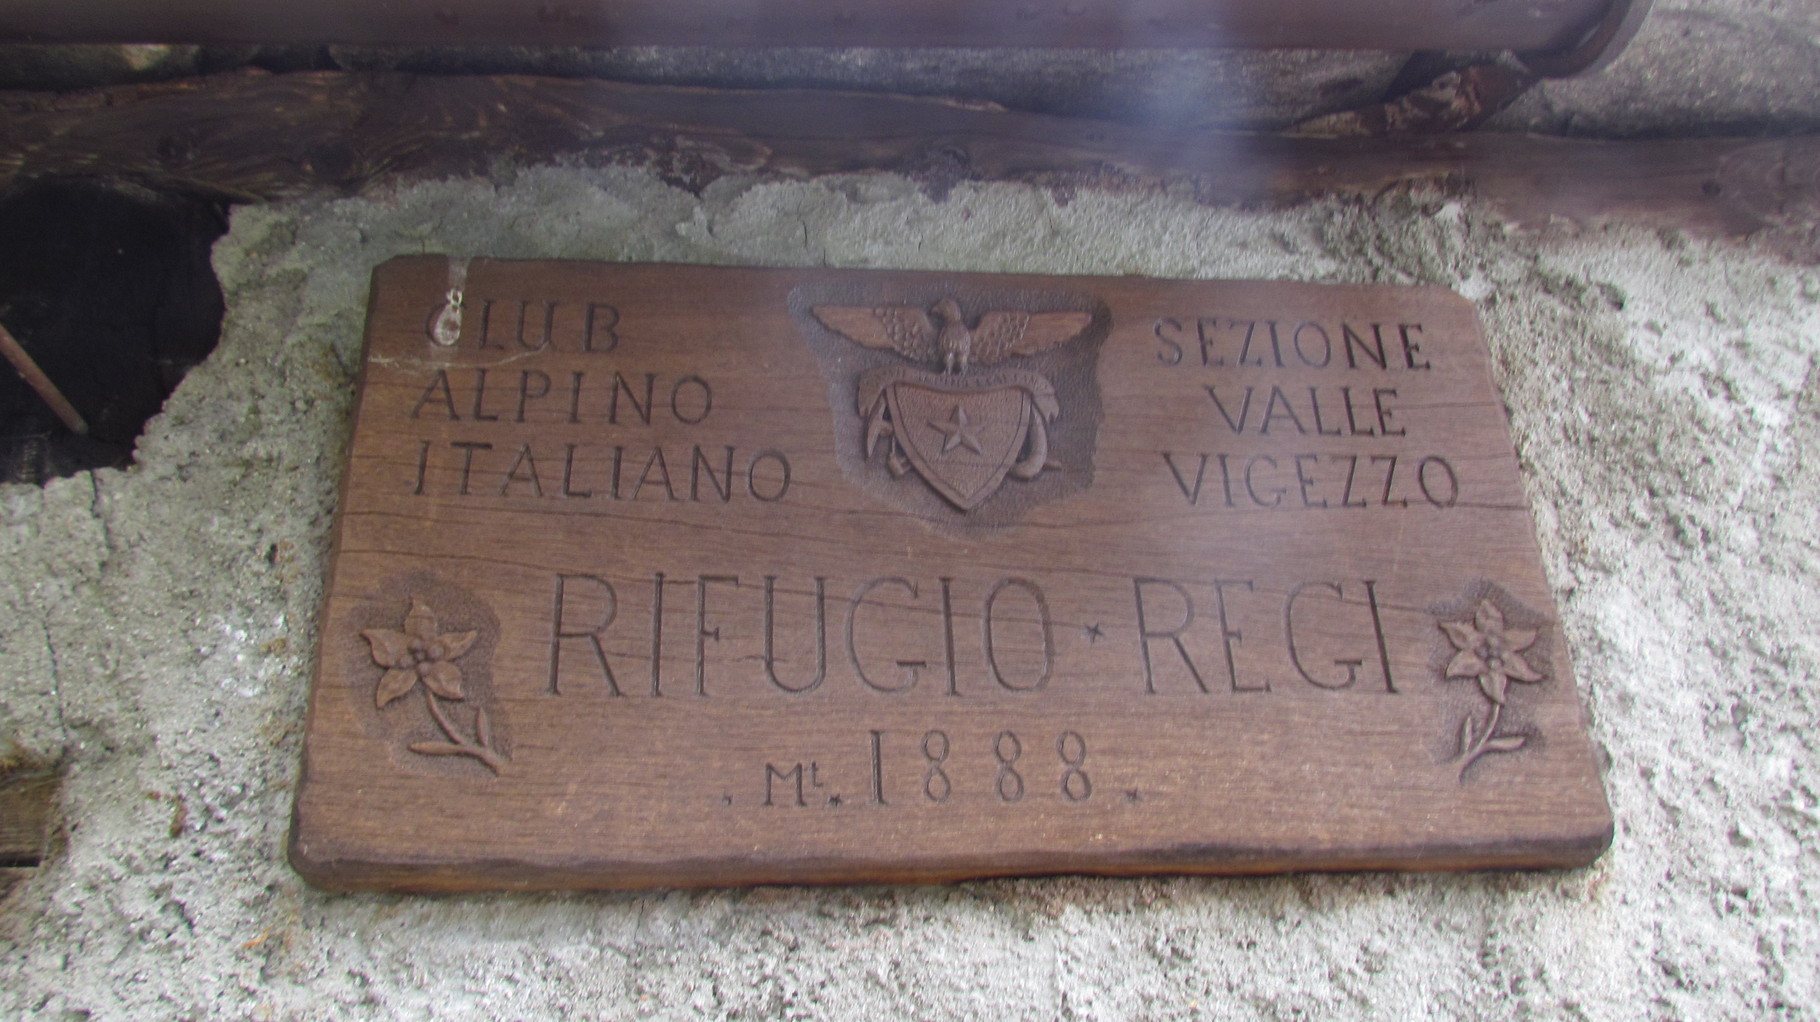 CLUB
ALPINO
ITALIANO
SEZIONE
VALLE
VIGEZZO
RIFUGIO * REGI
. Mt. 1888 .